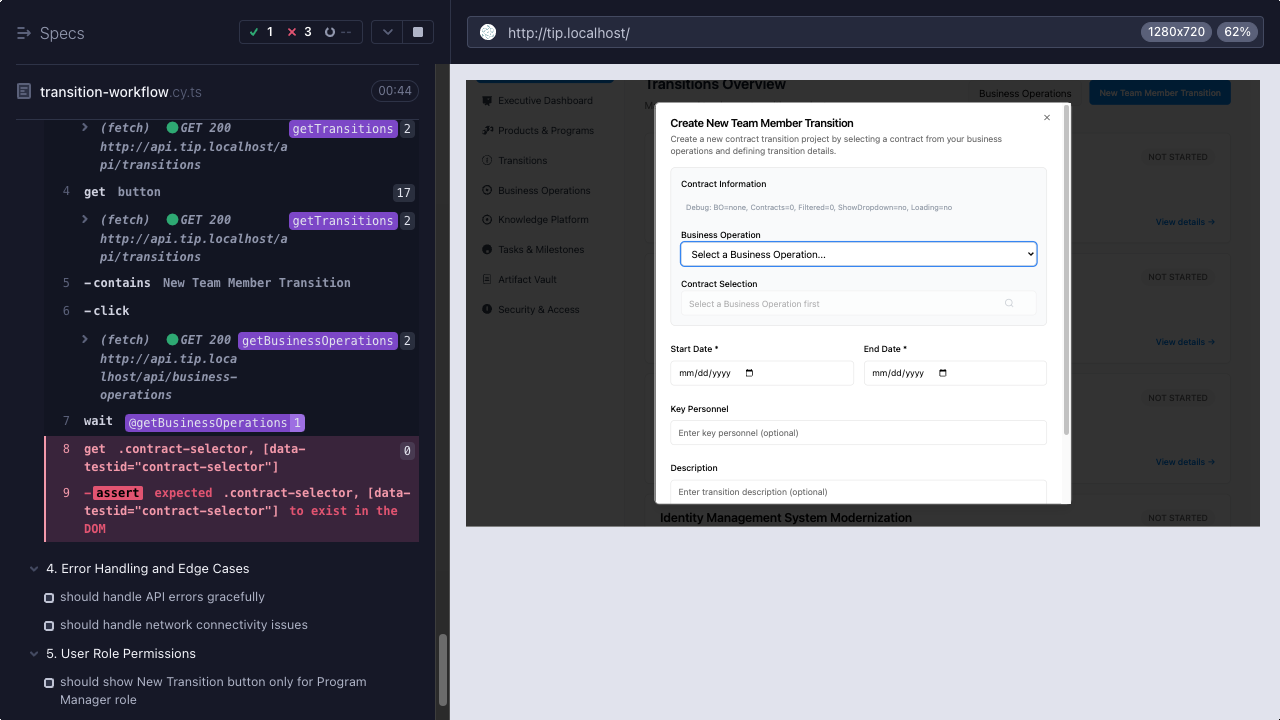 Specs
1
3
--
transition-workflow.cy.ts
00:44
(fetch) GET 200 getTransitions 2
http://api.tip.localhost/a
pi/transitions
4 get button 17
(fetch) GET 200 getTransitions 2
http://api.tip.localhost/a
pi/transitions
5 -contains New Team Member Transition
6 -click
(fetch) GET 200 getBusinessOperations 2
http://api.tip.loca
lhost/api/business-
operations
7 wait @getBusinessOperations 1
8 get .contract-selector, [data-
testid="contract-selector"] 0
9 -assert expected .contract-selector, [data-
testid="contract-selector"] to exist in the
DOM
4. Error Handling and Edge Cases
should handle API errors gracefully
should handle network connectivity issues
5. User Role Permissions
should show New Transition button only for Program
Manager role
http://tip.localhost/
1280x720
62%
Executive Dashboard
Products & Programs
Transitions
Business Operations
Knowledge Platform
Tasks & Milestones
Artifact Vault
Security & Access
Transitions Overview
Business Operations
New Team Member Transition
NOT STARTED
View details →
NOT STARTED
View details →
NOT STARTED
View details →
Identity Management System Modernization
NOT STARTED
Create New Team Member Transition
×
Create a new contract transition project by selecting a contract from your business
operations and defining transition details.
Contract Information
Debug: BO=none, Contracts=0, Filtered=0, ShowDropdown=no, Loading=no
Business Operation
Select a Business Operation...
Contract Selection
Select a Business Operation first
Start Date *
End Date *
mm/dd/yyyy
mm/dd/yyyy
Key Personnel
Enter key personnel (optional)
Description
Enter transition description (optional)